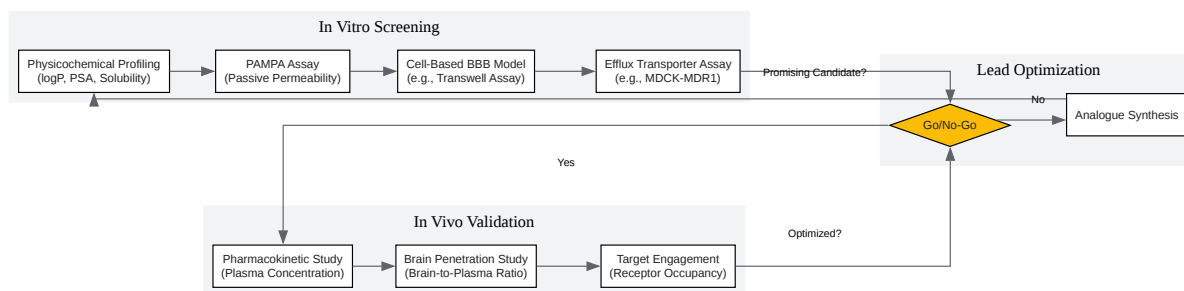 In Vitro Screening
Physicochemical Profiling
(logP, PSA, Solubility)
PAMPA Assay
(Passive Permeability)
Cell-Based BBB Model
(e.g., Transwell Assay)
Efflux Transporter Assay
(e.g., MDCK-MDR1)
Promising Candidate?
Lead Optimization
No
Go/No-Go
Analogue Synthesis
Yes
In Vivo Validation
Optimized?
Pharmacokinetic Study
(Plasma Concentration)
Brain Penetration Study
(Brain-to-Plasma Ratio)
Target Engagement
(Receptor Occupancy)